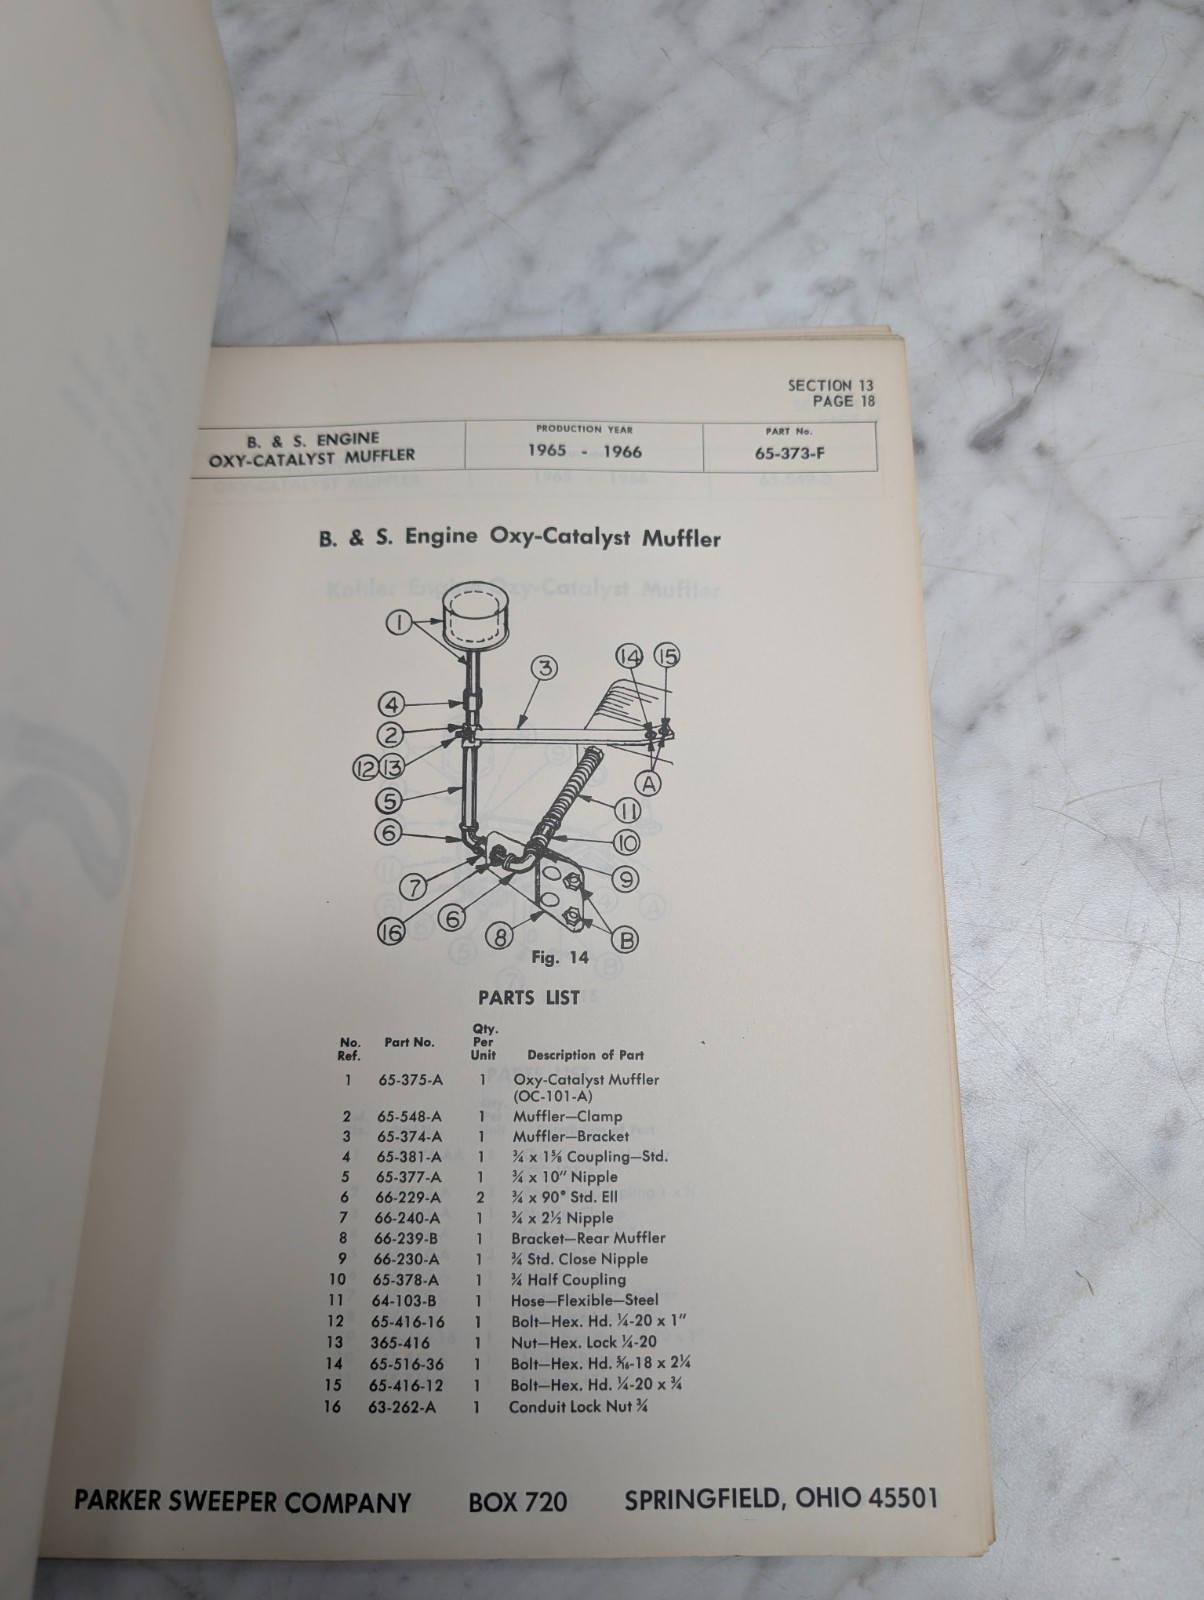 SECTION 13
PAGE 18
B. & S. ENGINE
OXY-CATALYST MUFFLER
PRODUCTION YEAR
1965 - 1966
PART No.
65-373-F
B. & S. Engine Oxy-Catalyst Muffler
Kohler Engine Oxy-Catalyst Muffler
1
14 15
3
4
2
12 13
A
5
11
6
10
7
9
16
6
8
B
Fig. 14
PARTS LIST
No. Ref. Part No. Qty. Per Unit Description of Part
1 65-375-A 1 Oxy-Catalyst Muffler
(OC-101-A)
2 65-548-A 1 Muffler—Clamp
3 65-374-A 1 Muffler—Bracket
4 65-381-A 1 ¾ x 1⅝ Coupling—Std.
5 65-377-A 1 ¾ x 10" Nipple
6 66-229-A 2 ¾ x 90° Std. Ell
7 66-240-A 1 ¾ x 2½ Nipple
8 66-239-B 1 Bracket—Rear Muffler
9 66-230-A 1 ¾ Std. Close Nipple
10 65-378-A 1 ¾ Half Coupling
11 64-103-B 1 Hose—Flexible—Steel
12 65-416-16 1 Bolt—Hex. Hd. ¼-20 x 1"
13 365-416 1 Nut—Hex. Lock ¼-20
14 65-516-36 1 Bolt—Hex. Hd. 5/16-18 x 2¼
15 65-416-12 1 Bolt—Hex. Hd. ¼-20 x ¾
16 63-262-A 1 Conduit Lock Nut ¾
PARKER SWEEPER COMPANY BOX 720 SPRINGFIELD, OHIO 45501